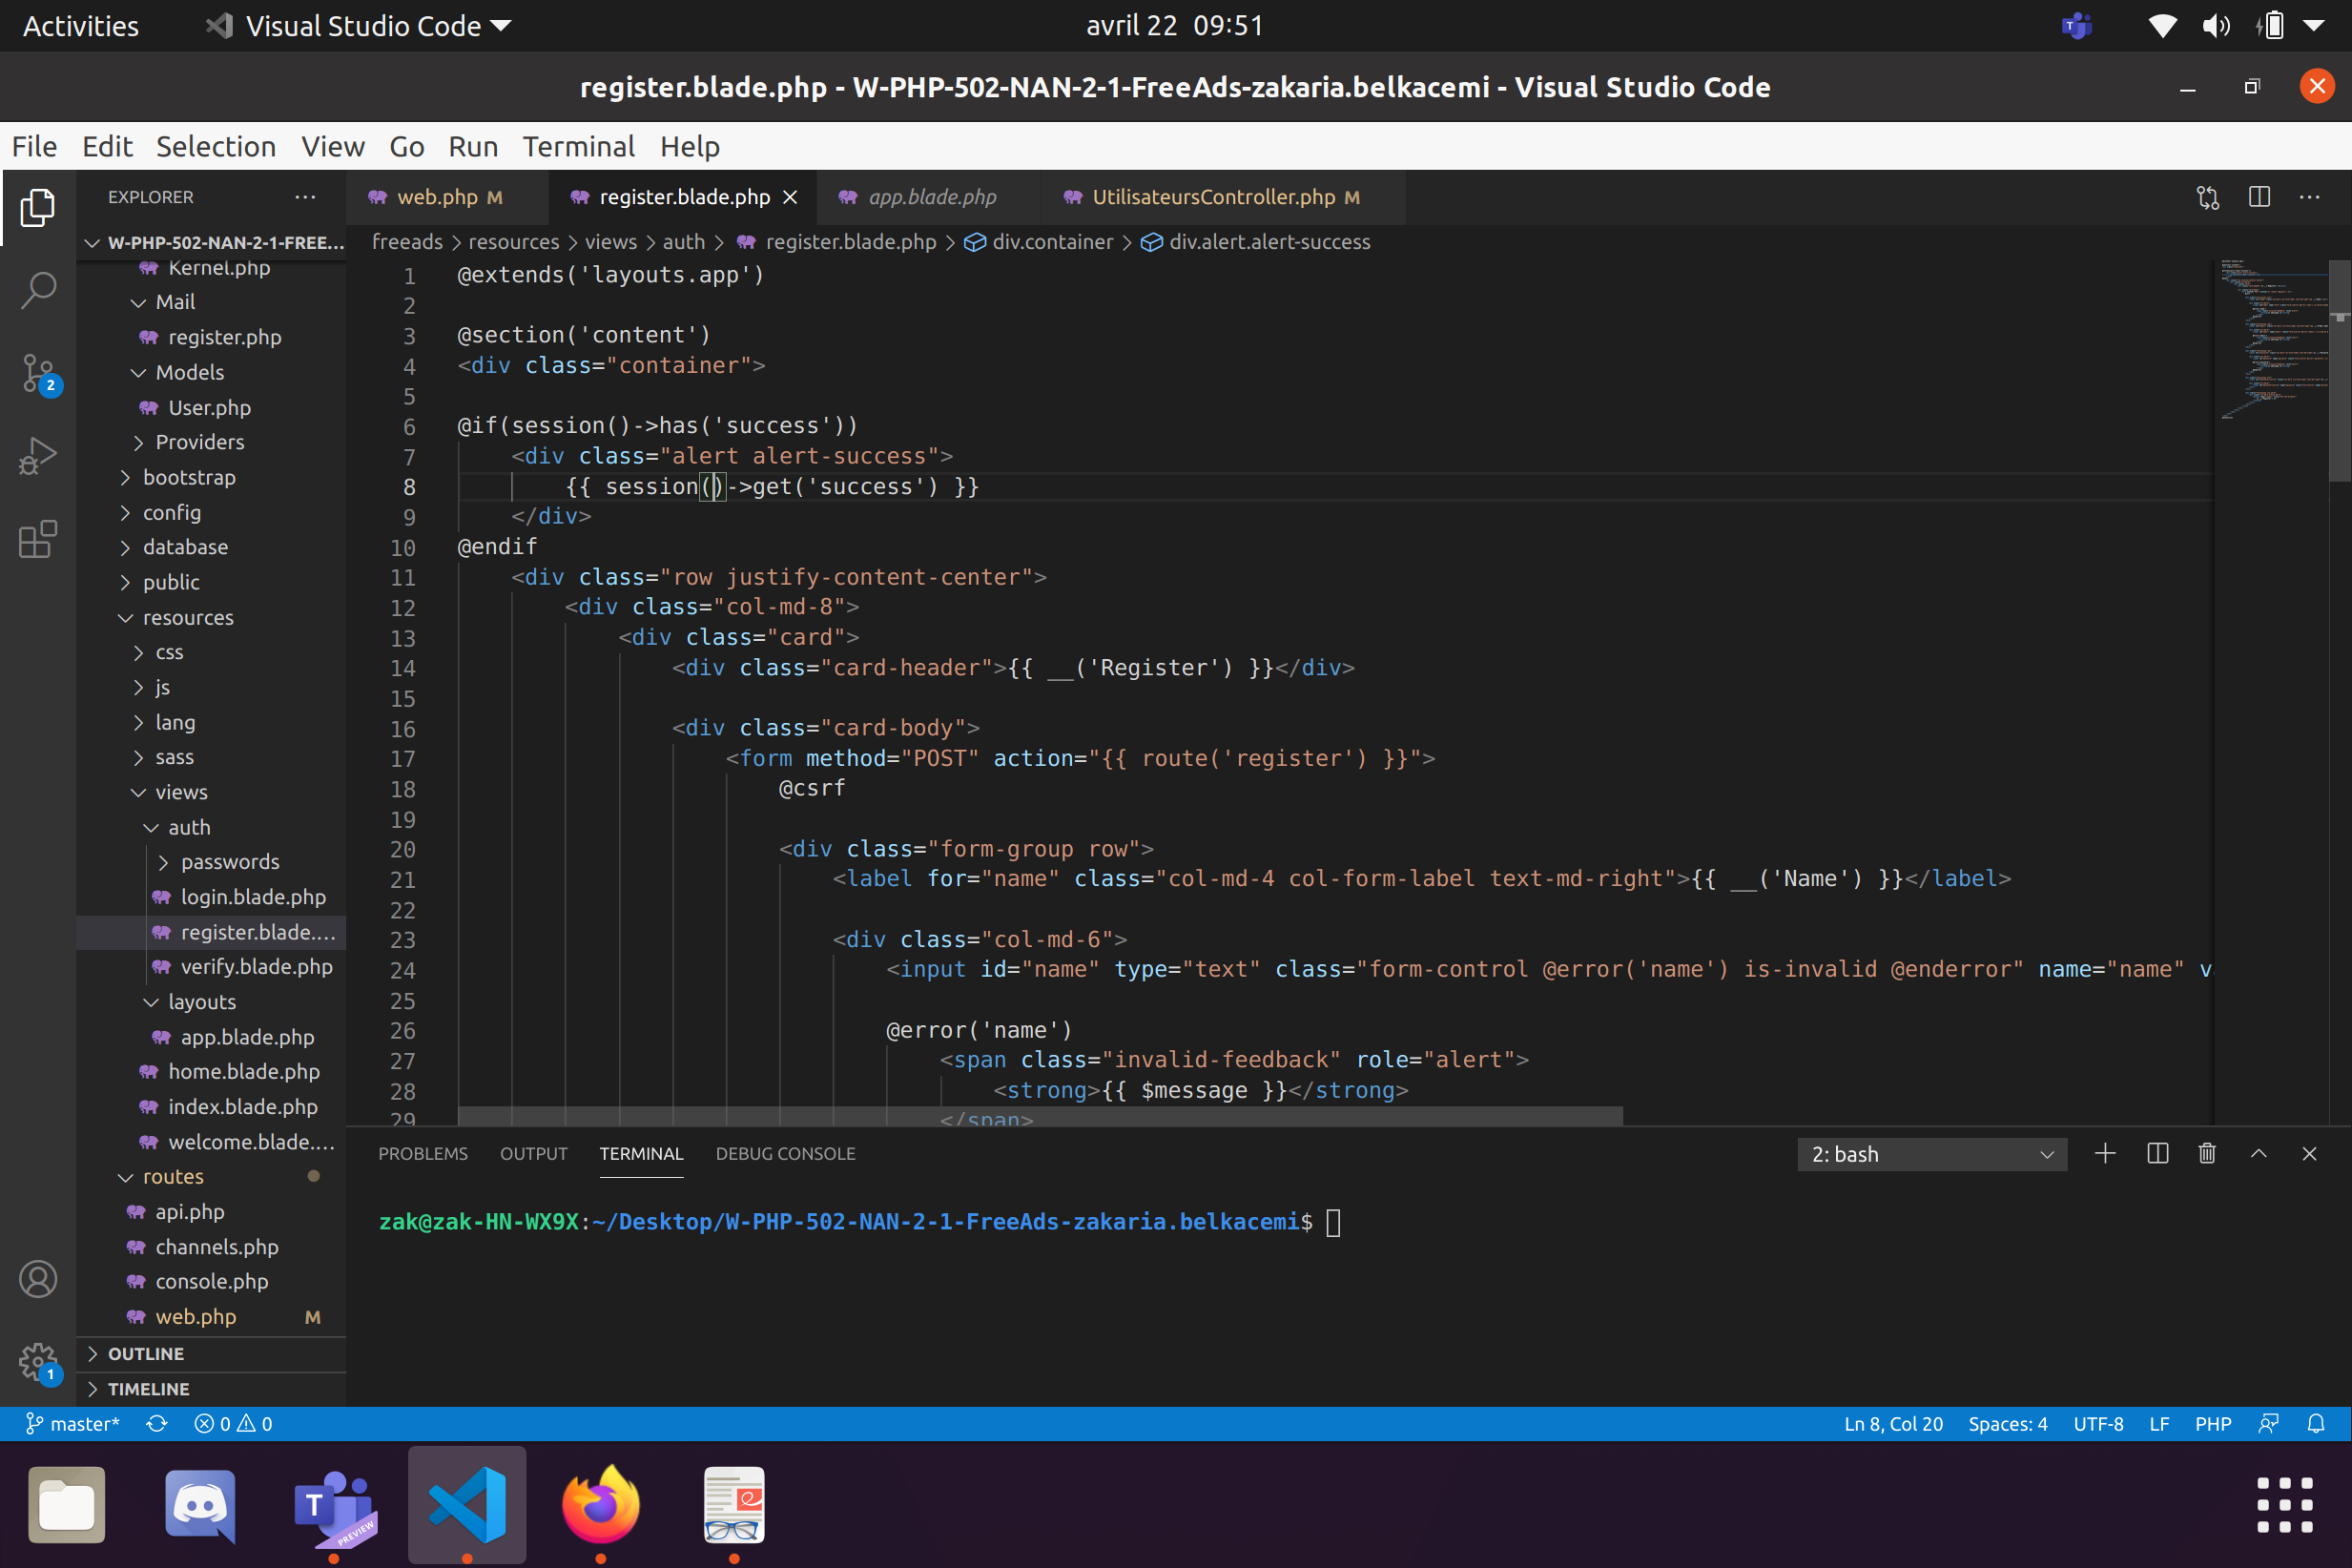 Activities
Visual Studio Code
avril 22 09:51
register.blade.php - W-PHP-502-NAN-2-1-FreeAds-zakaria.belkacemi - Visual Studio Code
File Edit Selection View Go Run Terminal Help
EXPLORER
web.php M
register.blade.php
app.blade.php
UtilisateursController.php M
W-PHP-502-NAN-2-1-FREE...
freeads > resources > views > auth > register.blade.php > div.container > div.alert.alert-success
Kernel.php
Mail
register.php
Models
User.php
Providers
bootstrap
config
database
public
resources
css
js
lang
sass
views
auth
passwords
login.blade.php
register.blade....
verify.blade.php
layouts
app.blade.php
home.blade.php
index.blade.php
welcome.blade....
routes
api.php
channels.php
console.php
web.php M
OUTLINE
TIMELINE
2
1
1 @extends('layouts.app')
2
3 @section('content')
4 <div class="container">
5
6 @if(session()->has('success'))
7 <div class="alert alert-success">
8 {{ session()->get('success') }}
9 </div>
10 @endif
11 <div class="row justify-content-center">
12 <div class="col-md-8">
13 <div class="card">
14 <div class="card-header">{{ __('Register') }}</div>
15
16 <div class="card-body">
17 <form method="POST" action="{{ route('register') }}">
18 @csrf
19
20 <div class="form-group row">
21 <label for="name" class="col-md-4 col-form-label text-md-right">{{ __('Name') }}</label>
22
23 <div class="col-md-6">
24 <input id="name" type="text" class="form-control @error('name') is-invalid @enderror" name="name" v
25
26 @error('name')
27 <span class="invalid-feedback" role="alert">
28 <strong>{{ $message }}</strong>
29 </span>
PROBLEMS OUTPUT TERMINAL DEBUG CONSOLE
2: bash
zak@zak-HN-WX9X:~/Desktop/W-PHP-502-NAN-2-1-FreeAds-zakaria.belkacemi$
master* 0 0
Ln 8, Col 20 Spaces: 4 UTF-8 LF PHP
T
PREVIEW